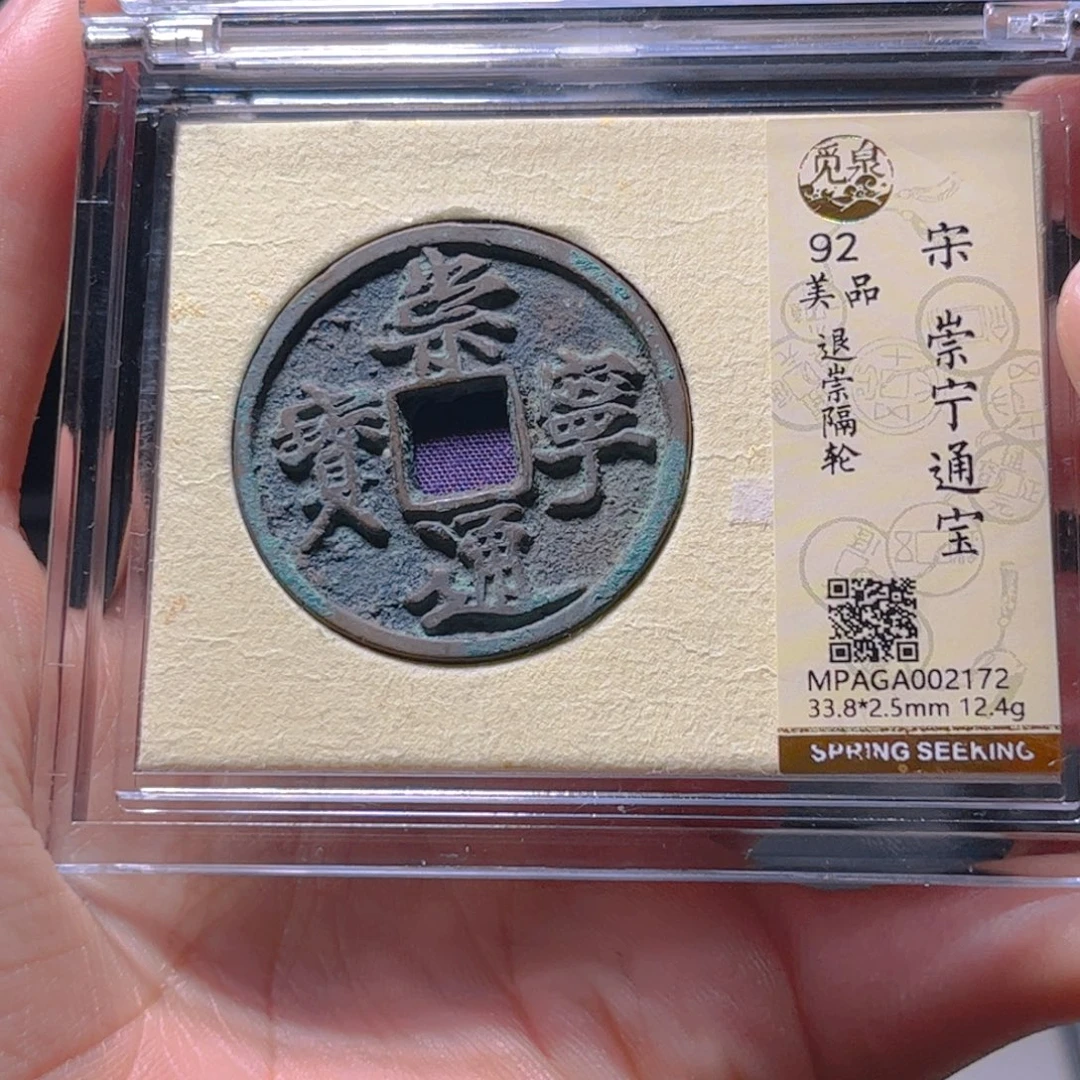 崇
寧
通
寶
觅泉
92
美品
退崇隔轮
宋 崇宁通宝
MPAGA002172
33.8*2.5mm 12.4g
SPRING SEEKING